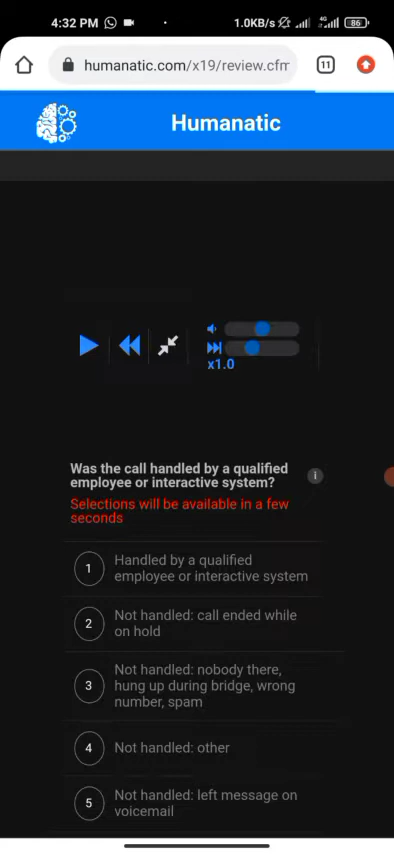 4:32 PM 1.0KB/s 4G 86
humanatic.com/x19/review.cfm 11
Humanatic
x1.0
Was the call handled by a qualified
employee or interactive system? i
Selections will be available in a few
seconds
1 Handled by a qualified
employee or interactive system
2 Not handled: call ended while
on hold
3 Not handled: nobody there,
hung up during bridge, wrong
number, spam
4 Not handled: other
5 Not handled: left message on
voicemail